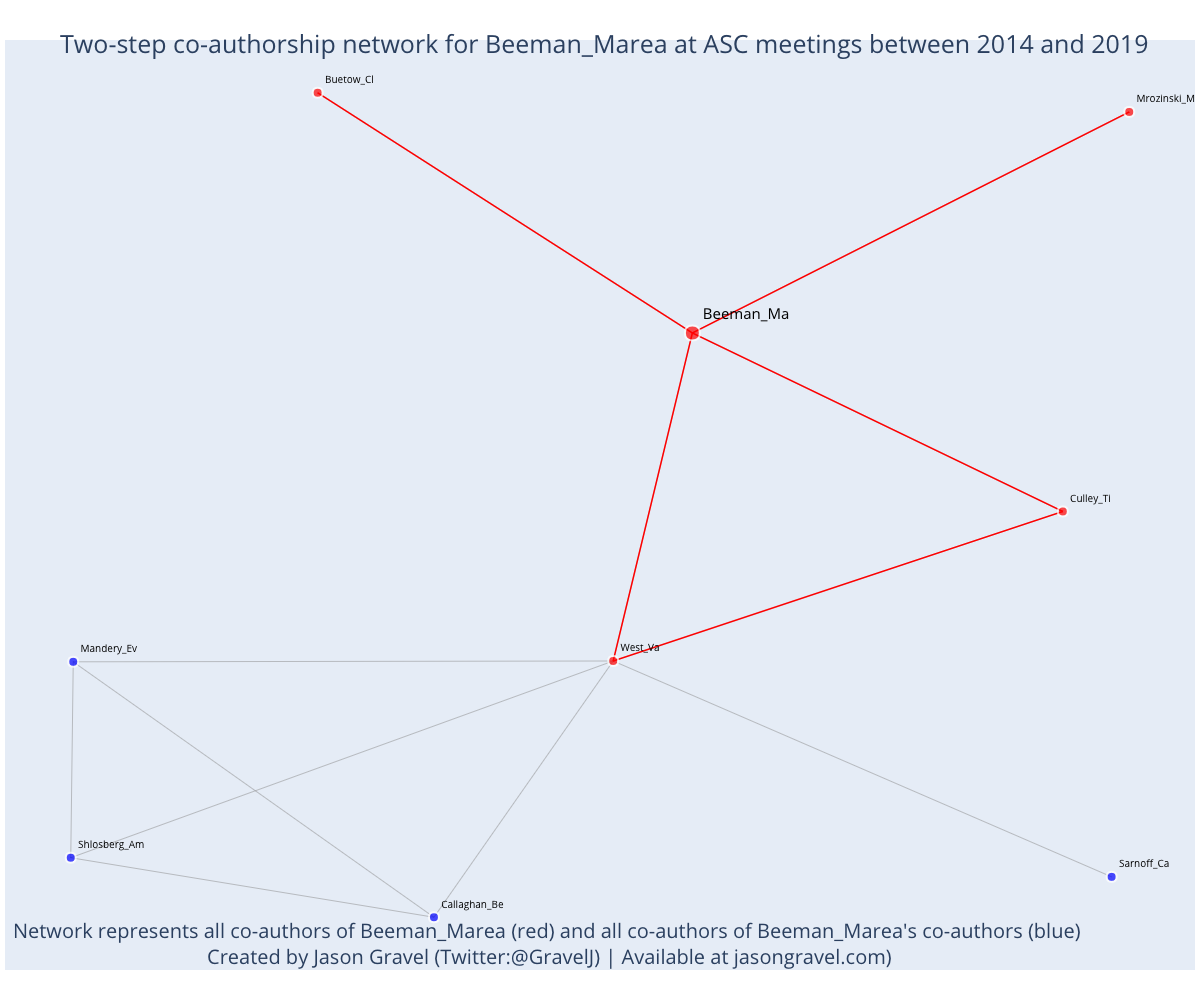 Two-step co-authorship network for Beeman_Marea at ASC meetings between 2014 and 2019
Buetow_Cl
Mrozinski_M
Beeman_Ma
Culley_Ti
Mandery_Ev
West_Va
Shlosberg_Am
Sarnoff_Ca
Callaghan_Be
Network represents all co-authors of Beeman_Marea (red) and all co-authors of Beeman_Marea's co-authors (blue)
Created by Jason Gravel (Twitter:@GravelJ) | Available at jasongravel.com)